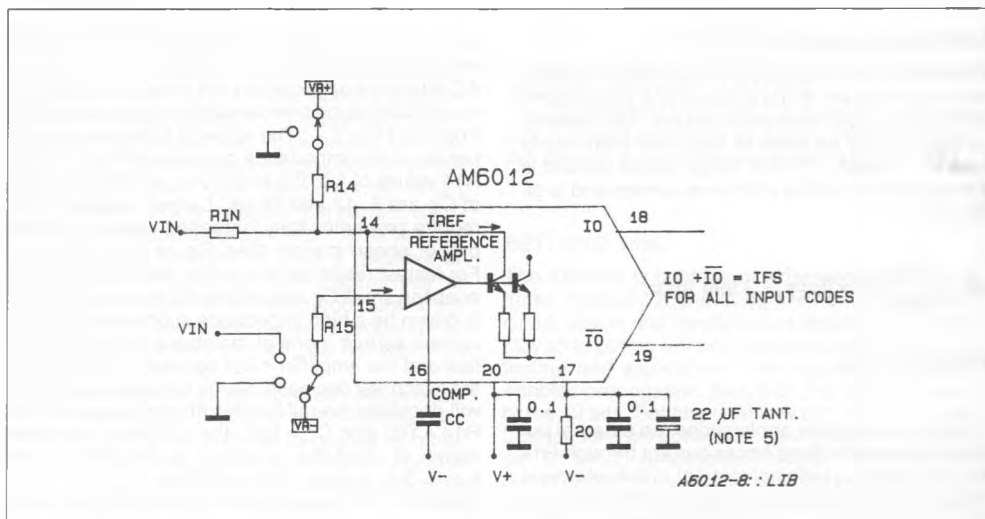 VR+
R14
AM6012
RIN
VIN
14
IREF
REFERENCE
AMPL.
IO
18
IO + IO = IFS
FOR ALL INPUT CODES
15
R15
VIN
IO
19
16
20
17
COMP.
CC
0.1
20
0.1
22 UF TANT.
(NOTE 5)
VR-
V-
V+
V-
A6012-8::LIB